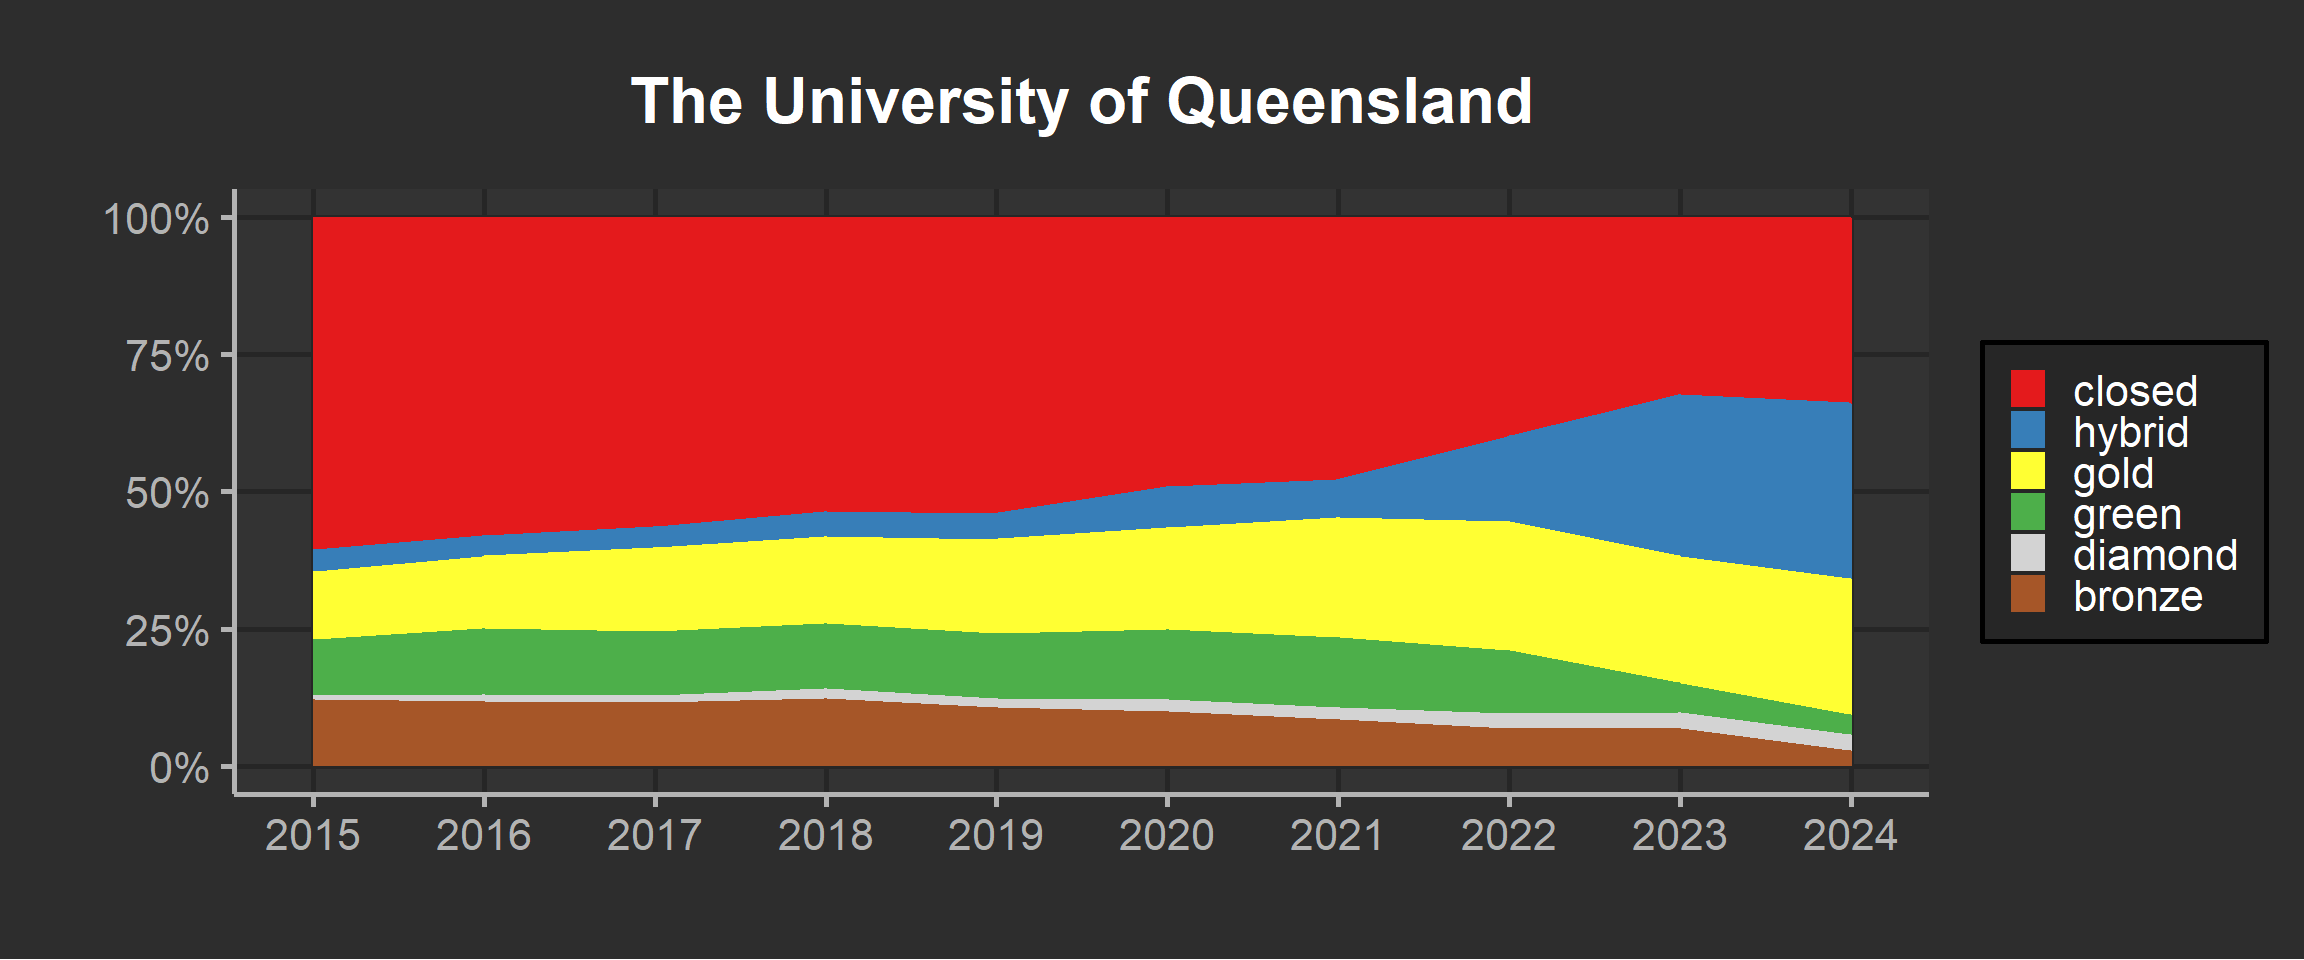 The University of Queensland
100%
75%
50%
25%
0%
2015 2016 2017 2018 2019 2020 2021 2022 2023 2024
closed
hybrid
gold
green
diamond
bronze